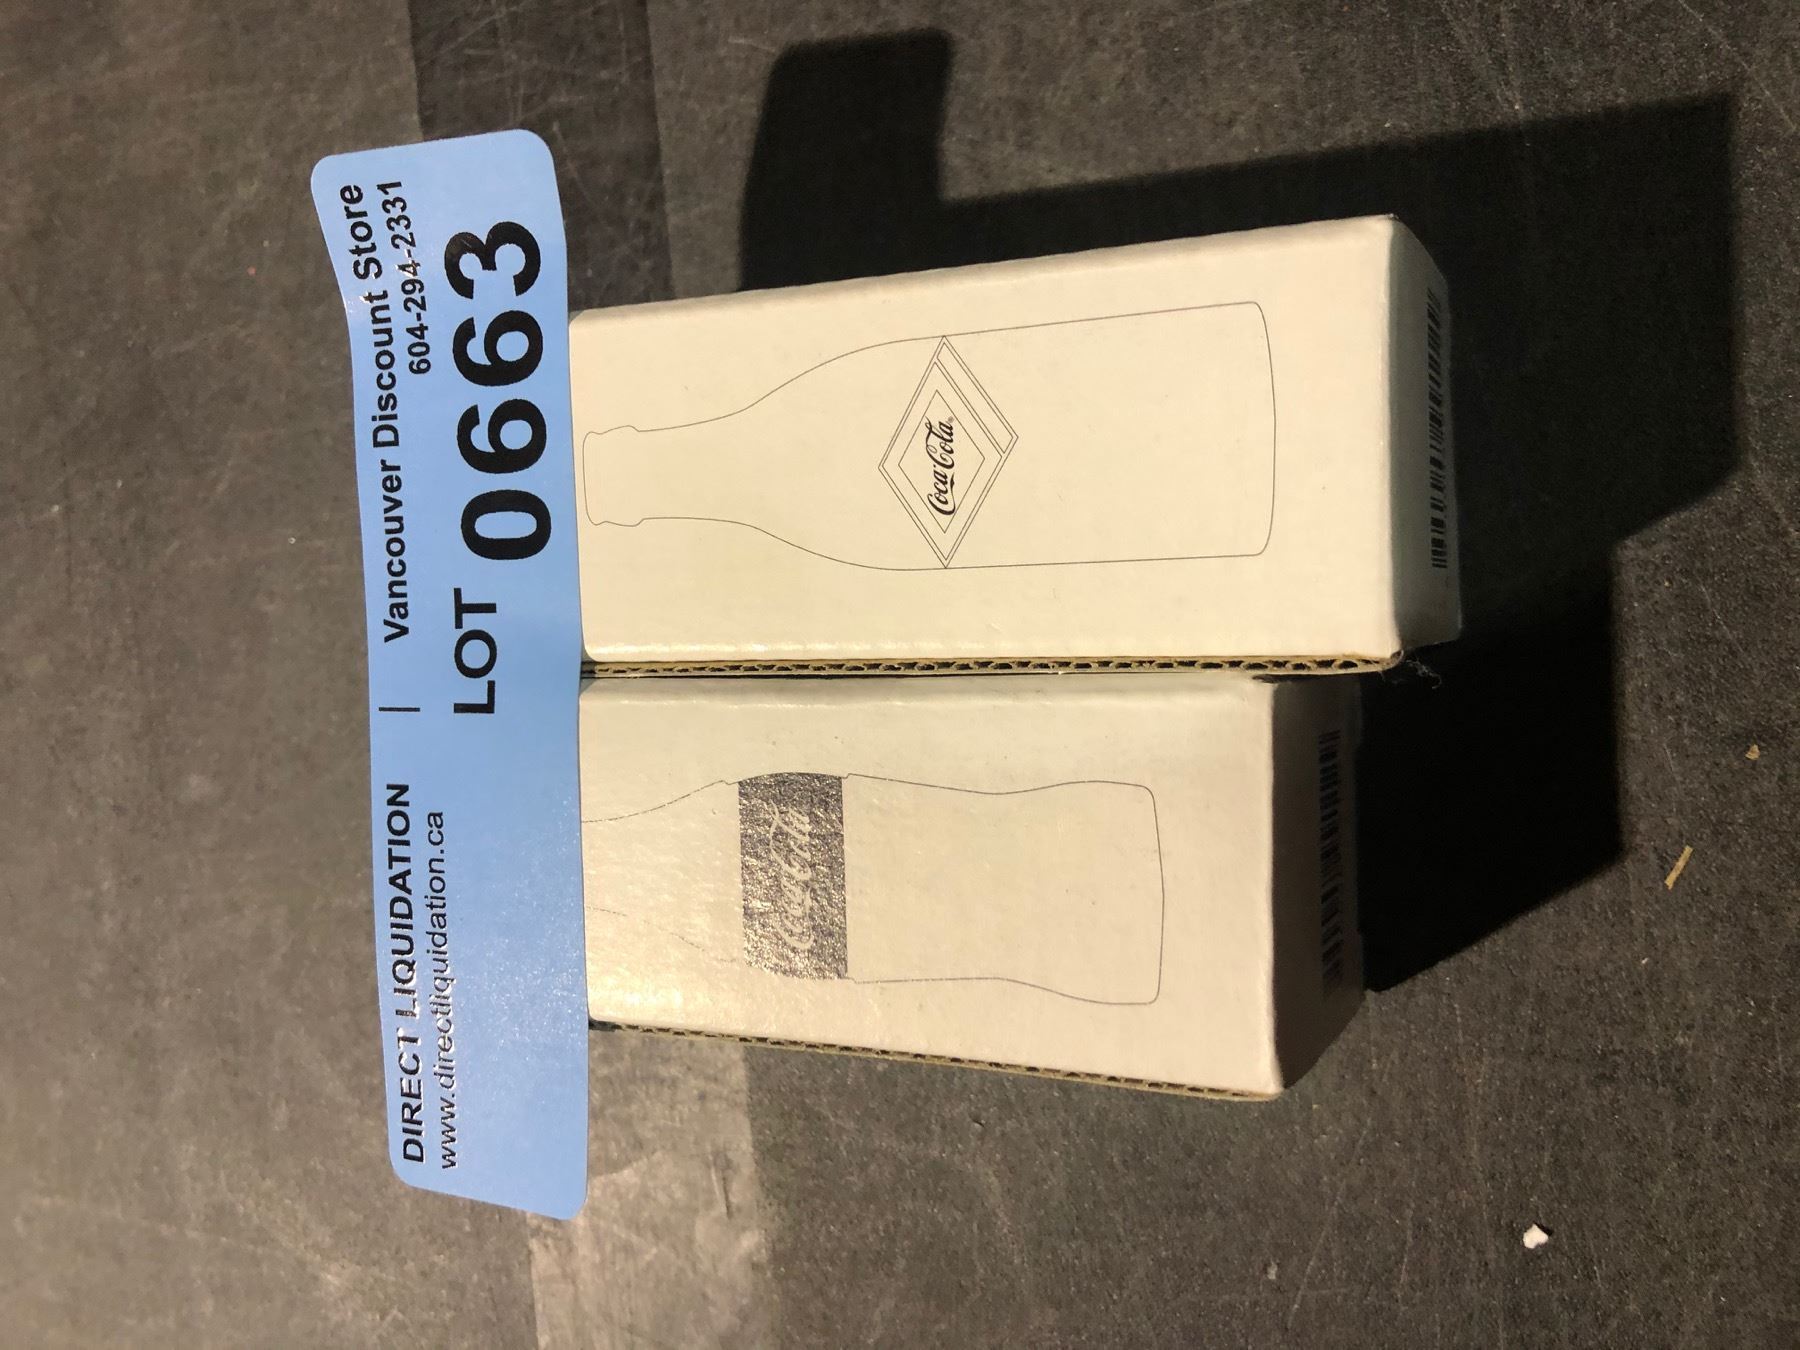 DIRECT LIQUIDATION | Vancouver Discount Store
www.directliquidation.ca 604-294-2331
LOT 0663
Coca-Cola
Coca-Cola®